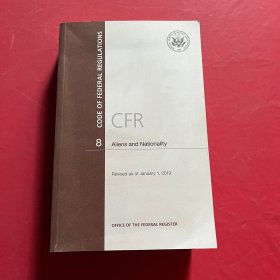 CODE OF FEDERAL REGULATIONS
CFR
8
Aliens and Nationality
Revised as of January 1, 2019
OFFICE OF THE FEDERAL REGISTER